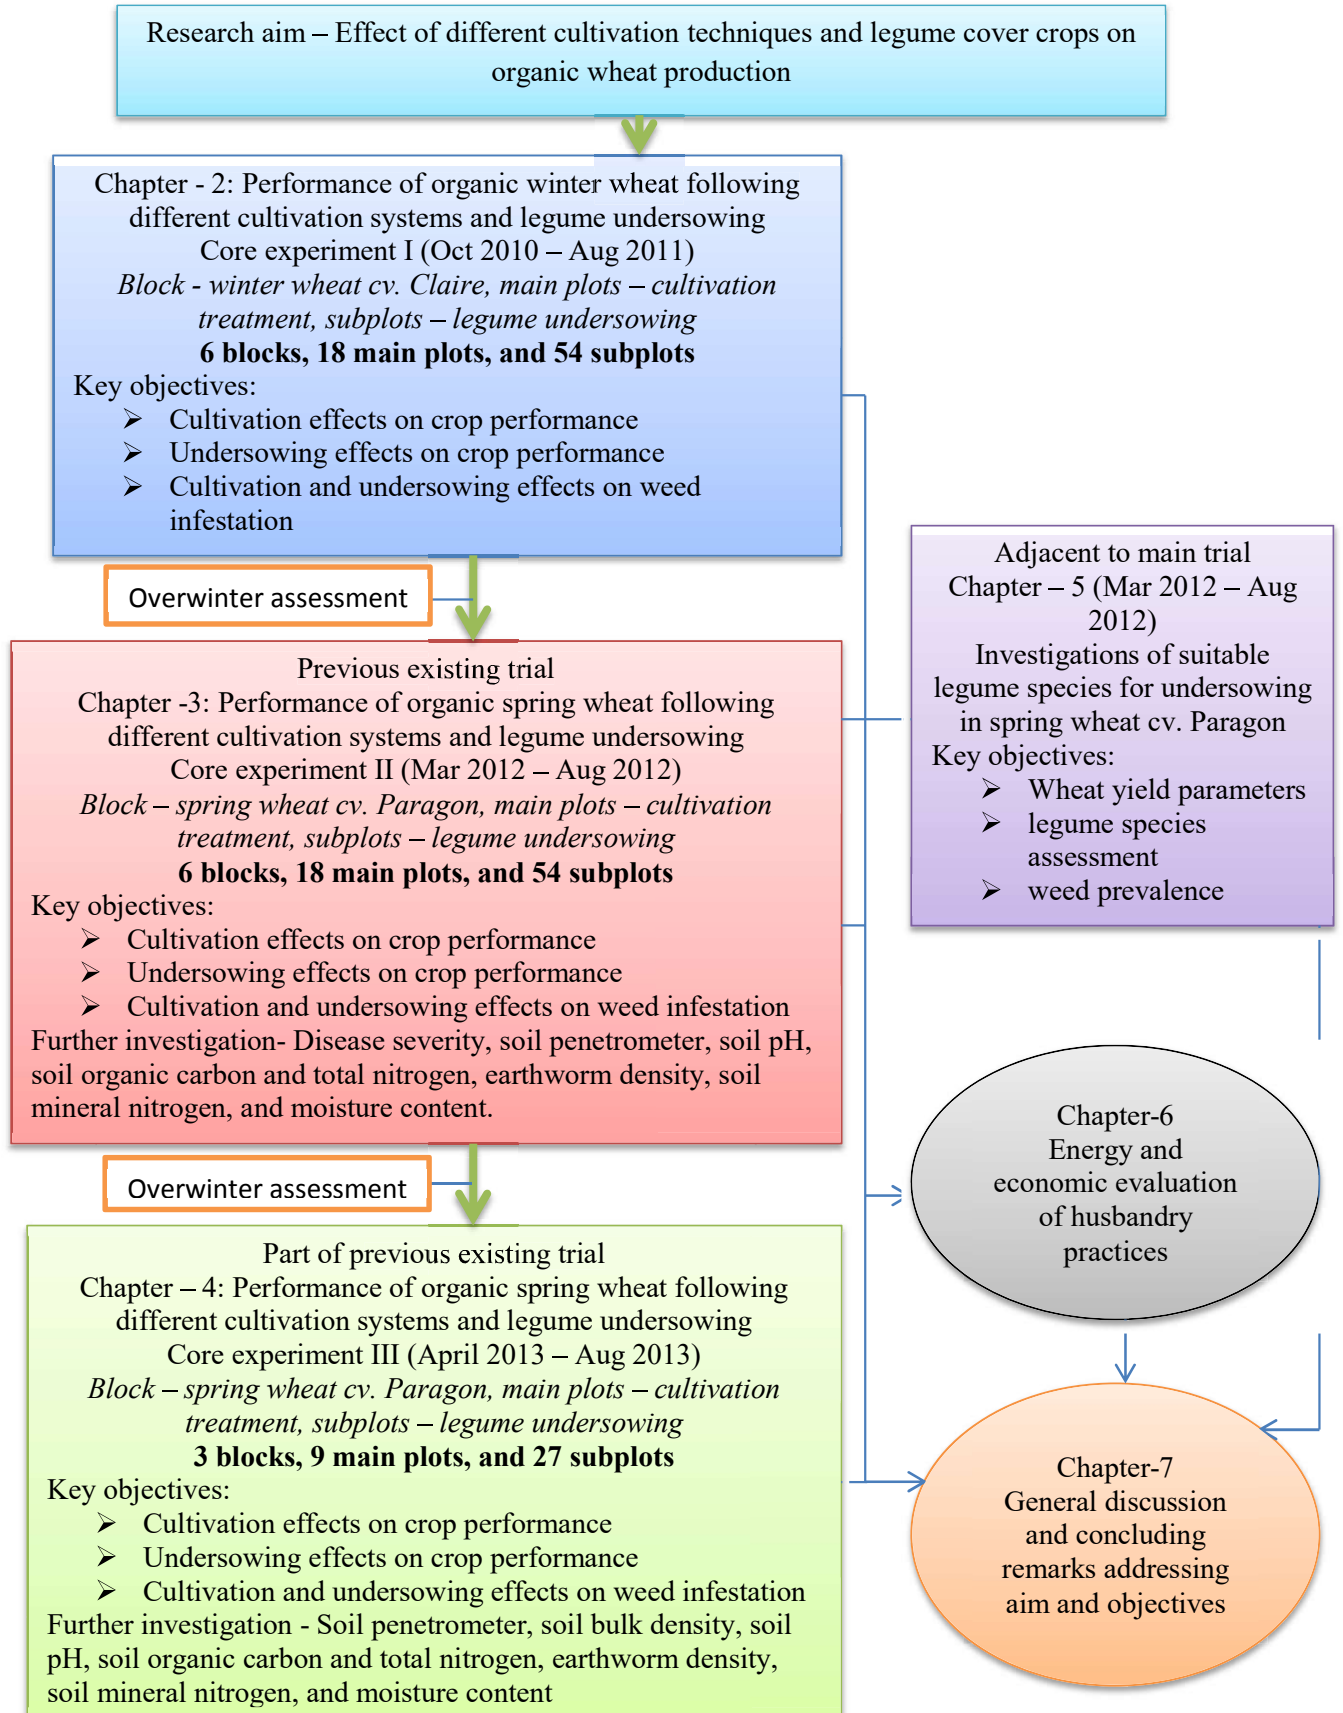 Research aim – Effect of different cultivation techniques and legume cover crops on
organic wheat production
Chapter - 2: Performance of organic winter wheat following
different cultivation systems and legume undersowing
Core experiment I (Oct 2010 – Aug 2011)
Block - winter wheat cv. Claire, main plots – cultivation
treatment, subplots – legume undersowing
6 blocks, 18 main plots, and 54 subplots
Key objectives:
➢ Cultivation effects on crop performance
➢ Undersowing effects on crop performance
➢ Cultivation and undersowing effects on weed
infestation
Overwinter assessment
Previous existing trial
Chapter -3: Performance of organic spring wheat following
different cultivation systems and legume undersowing
Core experiment II (Mar 2012 – Aug 2012)
Block – spring wheat cv. Paragon, main plots – cultivation
treatment, subplots – legume undersowing
6 blocks, 18 main plots, and 54 subplots
Key objectives:
➢ Cultivation effects on crop performance
➢ Undersowing effects on crop performance
➢ Cultivation and undersowing effects on weed infestation
Further investigation- Disease severity, soil penetrometer, soil pH,
soil organic carbon and total nitrogen, earthworm density, soil
mineral nitrogen, and moisture content.
Overwinter assessment
Part of previous existing trial
Chapter – 4: Performance of organic spring wheat following
different cultivation systems and legume undersowing
Core experiment III (April 2013 – Aug 2013)
Block – spring wheat cv. Paragon, main plots – cultivation
treatment, subplots – legume undersowing
3 blocks, 9 main plots, and 27 subplots
Key objectives:
➢ Cultivation effects on crop performance
➢ Undersowing effects on crop performance
➢ Cultivation and undersowing effects on weed infestation
Further investigation - Soil penetrometer, soil bulk density, soil
pH, soil organic carbon and total nitrogen, earthworm density,
soil mineral nitrogen, and moisture content
Adjacent to main trial
Chapter – 5 (Mar 2012 – Aug
2012)
Investigations of suitable
legume species for undersowing
in spring wheat cv. Paragon
Key objectives:
➢ Wheat yield parameters
➢ legume species
assessment
➢ weed prevalence
Chapter-6
Energy and
economic evaluation
of husbandry
practices
Chapter-7
General discussion
and concluding
remarks addressing
aim and objectives